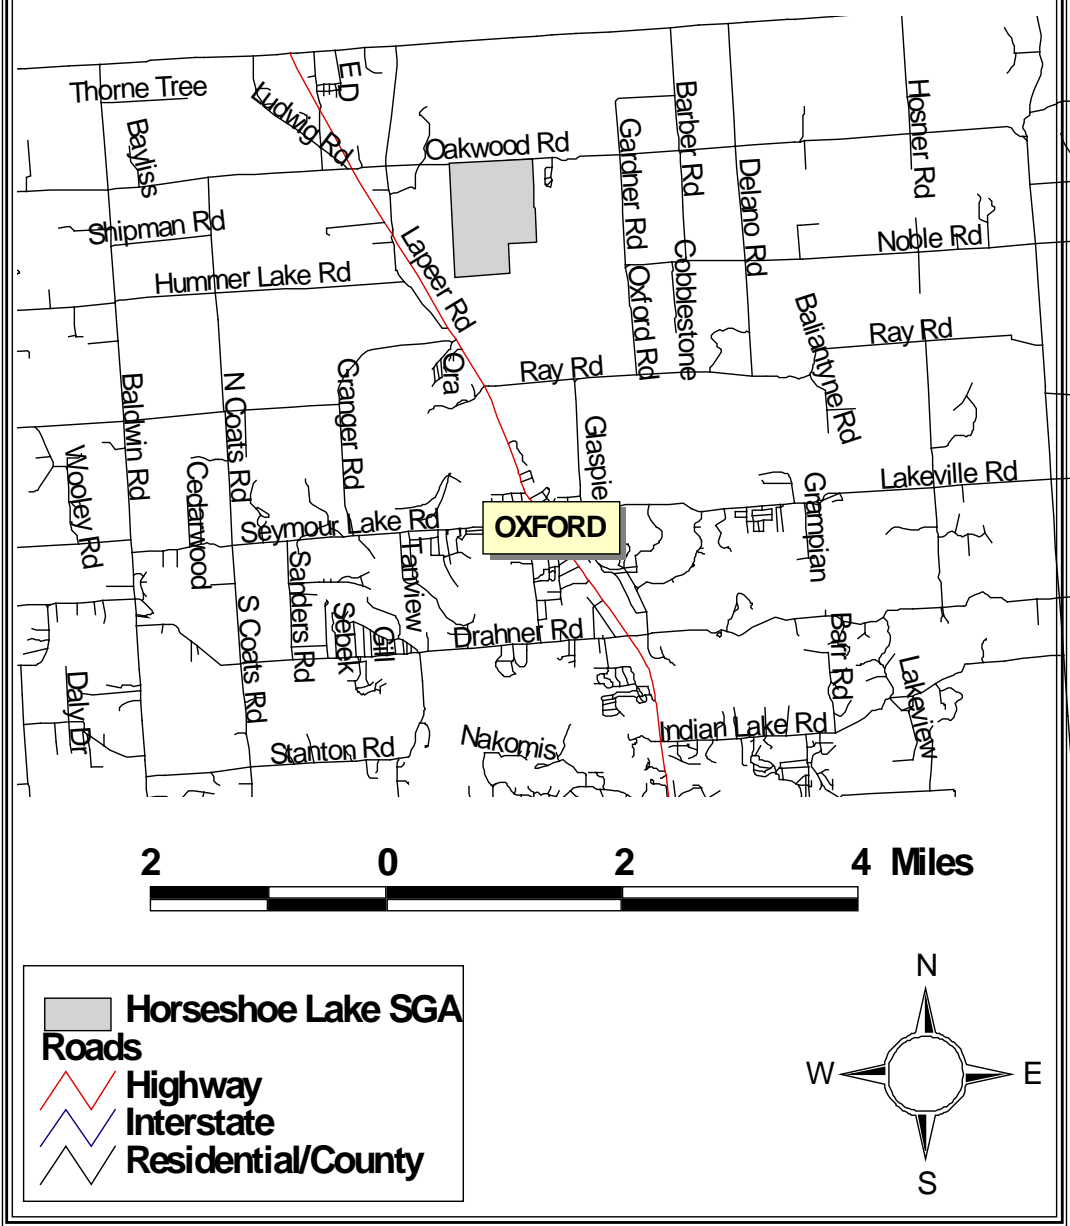 Thorne Tree
E D
Ludwig Rd
Bayliss
Oakwood Rd
Gardner Rd
Barber Rd
Hosner Rd
Delano Rd
Shipman Rd
Lapeer Rd
Noble Rd
Hummer Lake Rd
Cobblestone
Oxford Rd
Ballantyne Rd
Ray Rd
Ora
Ray Rd
Granger Rd
Baldwin Rd
N Coats Rd
Glaspie
Wooley Rd
Cedarwood
Lakeville Rd
Grampian
Seymour Lake Rd
OXFORD
Tanview
Sanders Rd
Sebek
Gill
S Coats Rd
Drahner Rd
Barr Rd
Lakeview
Daly Dr
Indian Lake Rd
Stanton Rd
Nakomis
2 0 2 4 Miles
Horseshoe Lake SGA
Roads
Highway
Interstate
Residential/County
N
W E
S